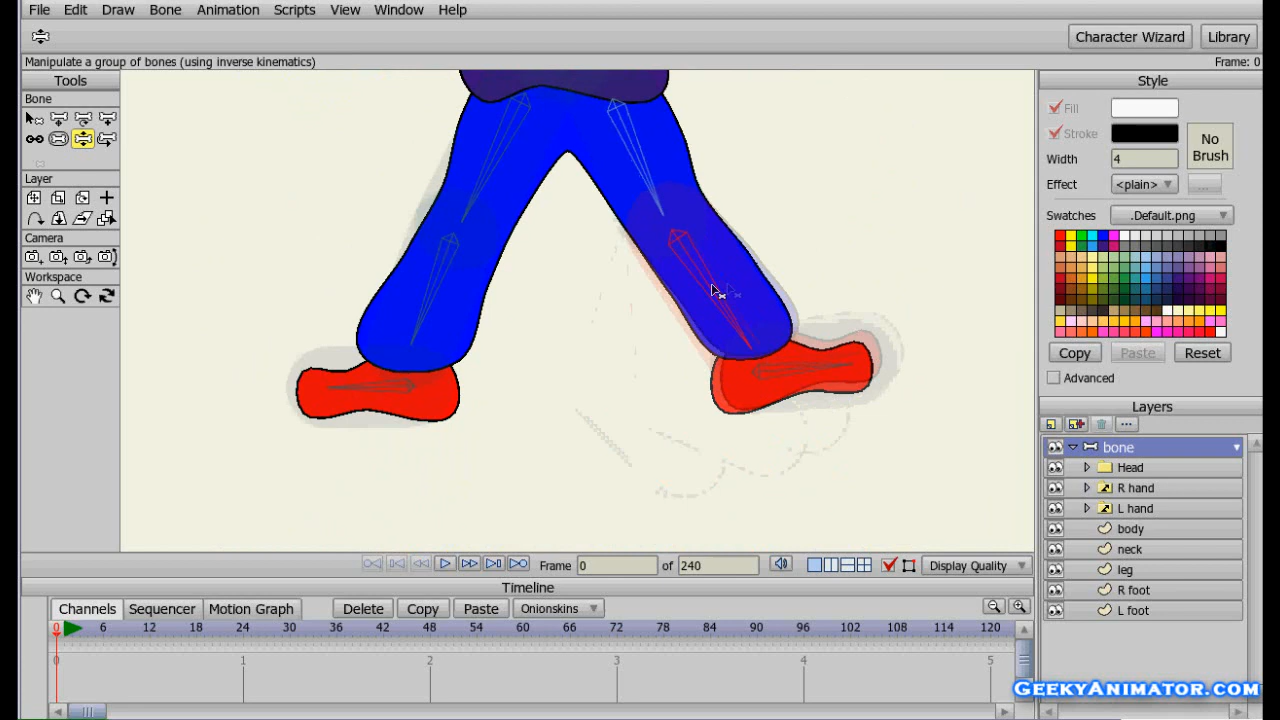 File Edit Draw Bone Animation Scripts View Window Help
Character Wizard Library
Manipulate a group of bones (using inverse kinematics) Frame: 0
Tools Style
Bone
Fill
Stroke
No
Brush
Width 4
Layer
Effect <plain> ...
Swatches .Default.png
Camera
Workspace
Copy Paste Reset
Advanced
Layers
...
bone
Head
R hand
L hand
body
neck
leg
R foot
L foot
Frame 0 of 240 Display Quality
Timeline
Channels Sequencer Motion Graph Delete Copy Paste Onionskins
0 6 12 18 24 30 36 42 48 54 60 66 72 78 84 90 96 102 108 114 120
0 1 2 3 4 5
GeekyAnimator.com